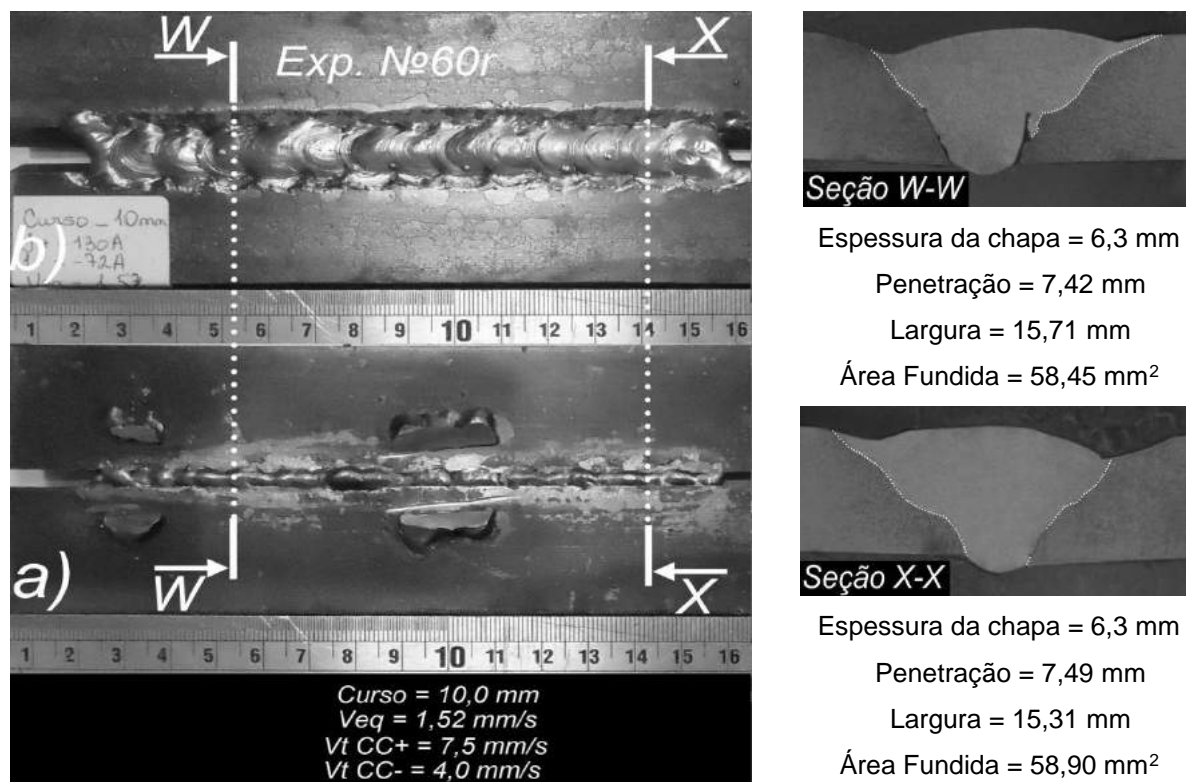 W
X
Exp. №60r
Curso - 10mm
130A
-72A
b)
1 2 3 4 5 6 7 8 9 10 11 12 13 14 15 16
a)
W
X
1 2 3 4 5 6 7 8 9 10 11 12 13 14 15 16
Curso = 10,0 mm
Veq = 1,52 mm/s
Vt CC+ = 7,5 mm/s
Vt CC- = 4,0 mm/s
Seção W-W
Espessura da chapa = 6,3 mm
Penetração = 7,42 mm
Largura = 15,71 mm
Área Fundida = 58,45 mm²
Seção X-X
Espessura da chapa = 6,3 mm
Penetração = 7,49 mm
Largura = 15,31 mm
Área Fundida = 58,90 mm²